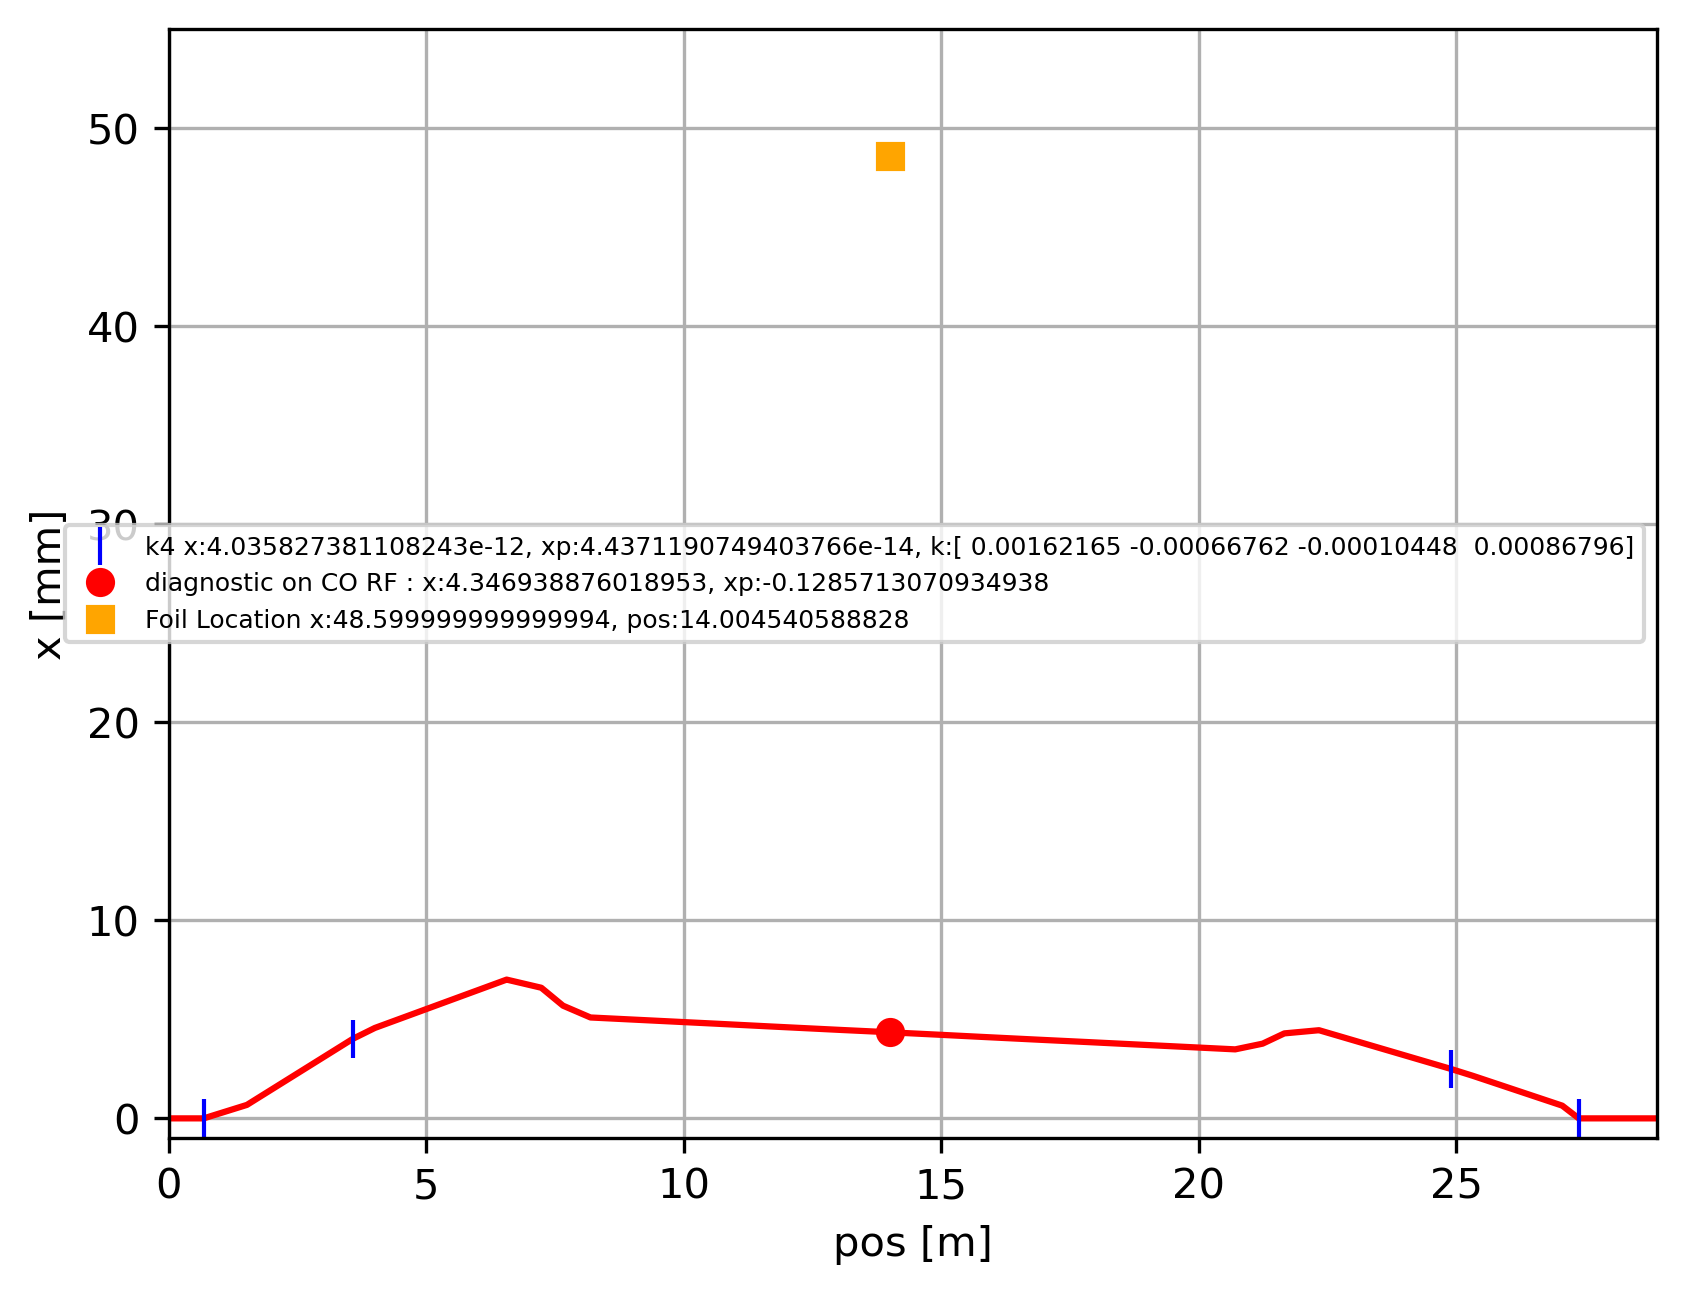 50
40
30
k4 x:4.035827381108243e-12, xp:4.4371190749403766e-14, k:[ 0.00162165 -0.00066762 -0.00010448  0.00086796]
diagnostic on CO RF : x:4.346938876018953, xp:-0.1285713070934938
Foil Location x:48.599999999999994, pos:14.004540588828
x [mm]
20
10
0
0 5 10 15 20 25
pos [m]